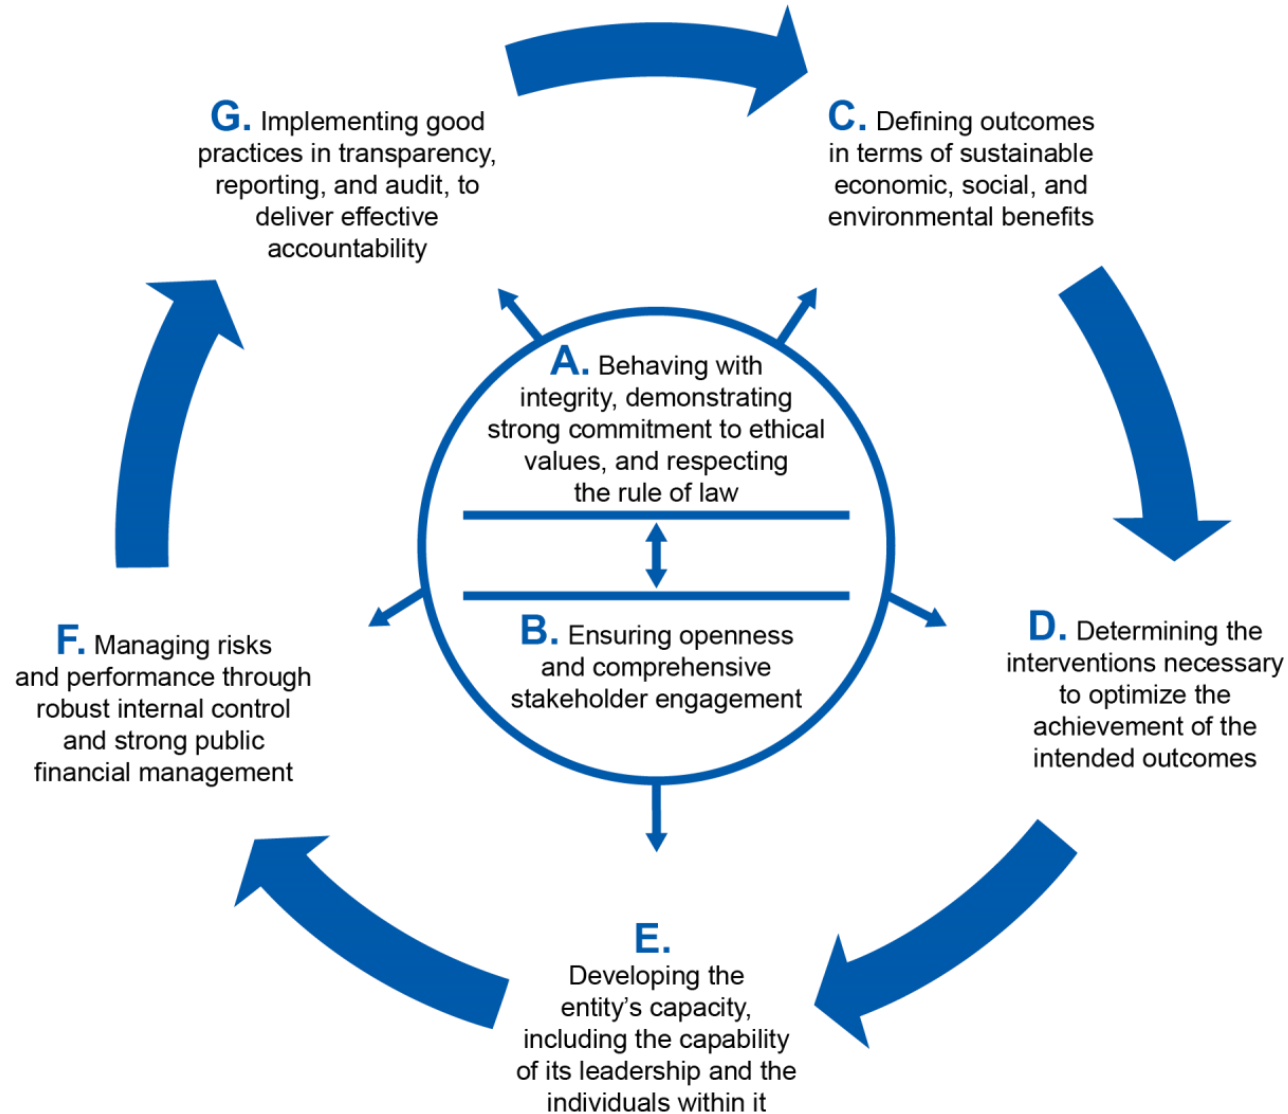 G. Implementing good
practices in transparency,
reporting, and audit, to
deliver effective
accountability
C. Defining outcomes
in terms of sustainable
economic, social, and
environmental benefits
A. Behaving with
integrity, demonstrating
strong commitment to ethical
values, and respecting
the rule of law
B. Ensuring openness
and comprehensive
stakeholder engagement
F. Managing risks
and performance through
robust internal control
and strong public
financial management
D. Determining the
interventions necessary
to optimize the
achievement of the
intended outcomes
E.
Developing the
entity’s capacity,
including the capability
of its leadership and the
individuals within it